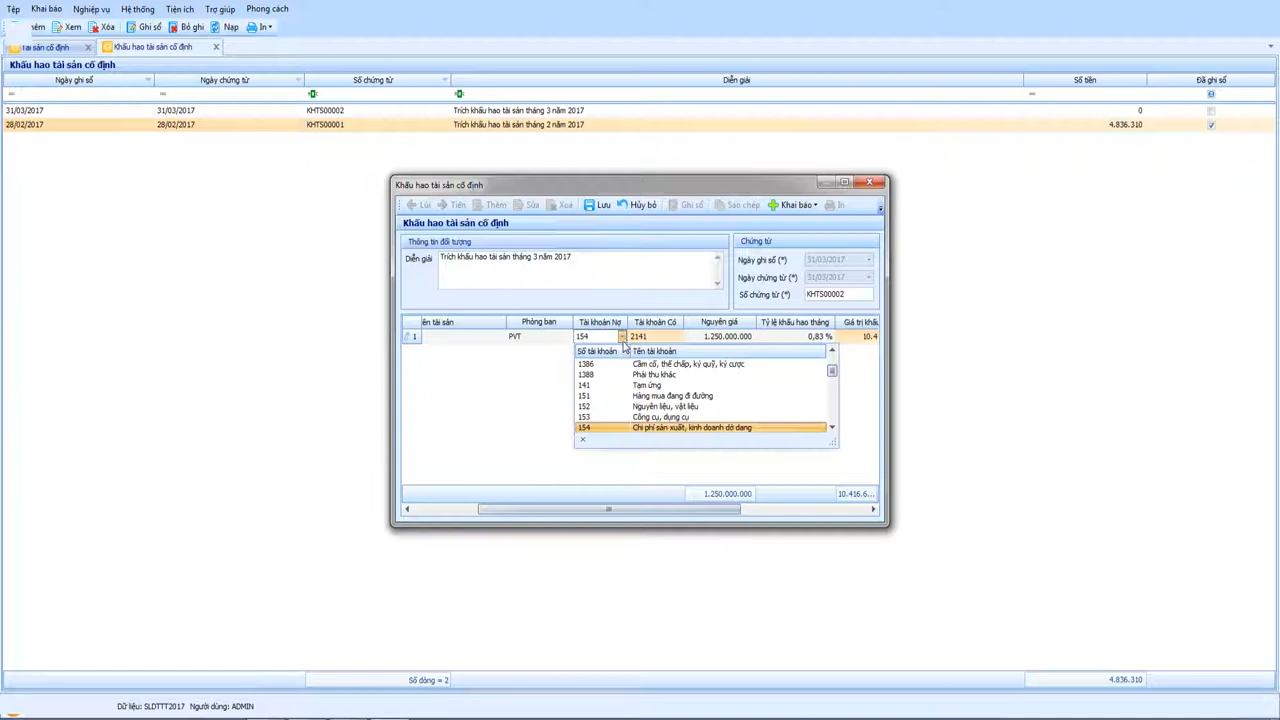 Tệp Khai báo Nghiệp vụ Hệ thống Tiện ích Trợ giúp Phong cách
Xem Xóa Ghi sổ Bỏ ghi Nạp In
Tài sản cố định Khấu hao tài sản cố định
Khấu hao tài sản cố định
Ngày ghi sổ Ngày chứng từ Số chứng từ Diễn giải Số tiền Đã ghi sổ
31/03/2017 31/03/2017 KHTS00002 Trích khấu hao tài sản tháng 3 năm 2017 0
28/02/2017 28/02/2017 KHTS00001 Trích khấu hao tài sản tháng 2 năm 2017 4.836.310
Khấu hao tài sản cố định
Lùi Tiến Thêm Sửa Xoá Lưu Hủy bỏ Ghi sổ Sao chép Khai báo In
Khấu hao tài sản cố định
Thông tin đối tượng
Diễn giải Trích khấu hao tài sản tháng 3 năm 2017
Chứng từ
Ngày ghi sổ (*) 31/03/2017
Ngày chứng từ (*) 31/03/2017
Số chứng từ (*) KHTS00002
ên tài sản Phòng ban Tài khoản Nợ Tài khoản Có Nguyên giá Tỷ lệ khấu hao tháng Giá trị khấu
1 PVT 154 2141 1.250.000.000 0,83 % 10.4
Số tài khoản Tên tài khoản
1386 Cầm cố, thế chấp, ký quỹ, ký cược
1388 Phải thu khác
141 Tạm ứng
151 Hàng mua đang đi đường
152 Nguyên liệu, vật liệu
153 Công cụ, dụng cụ
154 Chi phí sản xuất, kinh doanh dở dang
1.250.000.000 10.416.6...
Số dòng = 2 4.836.310
Dữ liệu: SLDTTT2017 Người dùng: ADMIN